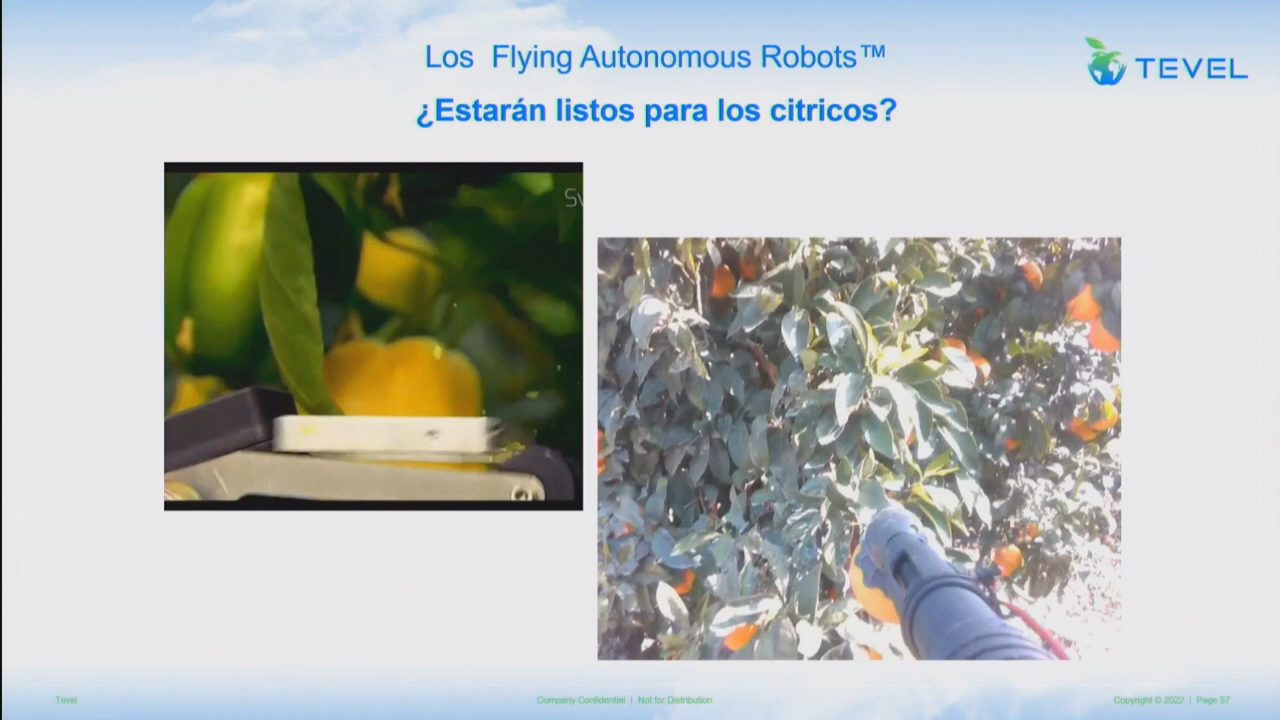 Los Flying Autonomous Robots™
TEVEL
¿Estarán listos para los citricos?
Tevel
Company Confidential | Not for Distribution
Copyright © 2022 | Page 57